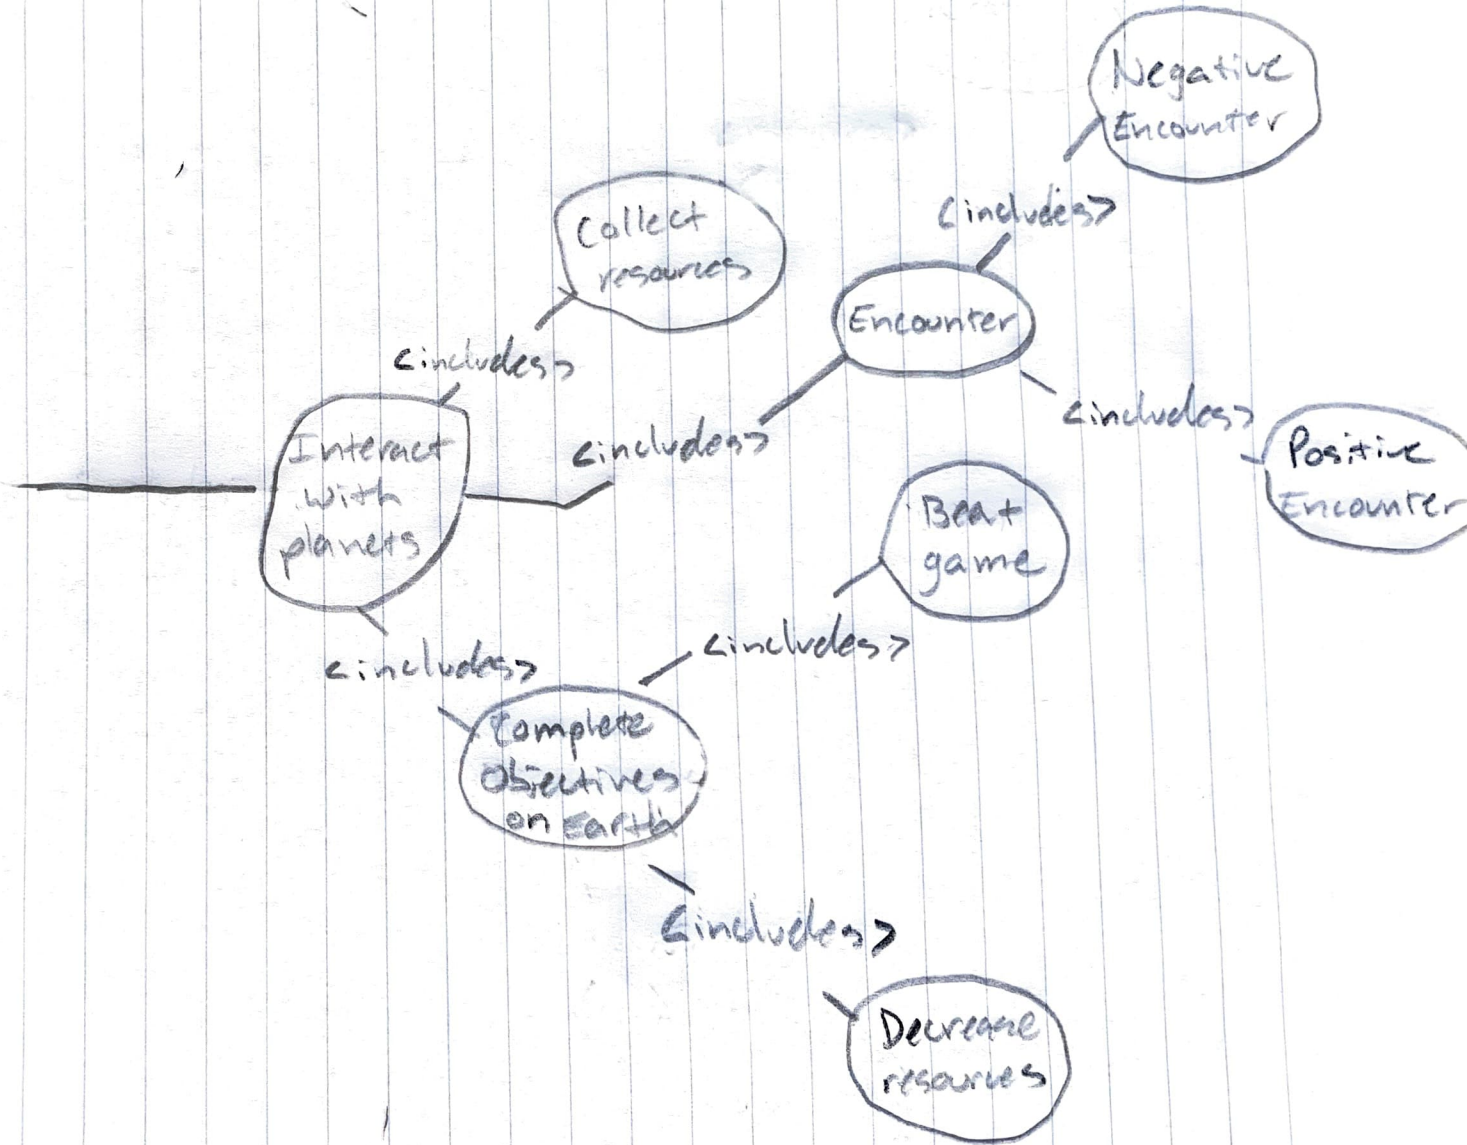 Negative
Encounter
<includes>
Collect
resources
Encounter
<includes>
<includes>
<includes>
Positive
Encounter
Interact
with
planets
Beat
game
<includes>
<includes>
Complete
Objectives
on Earth
<includes>
Decrease
resources